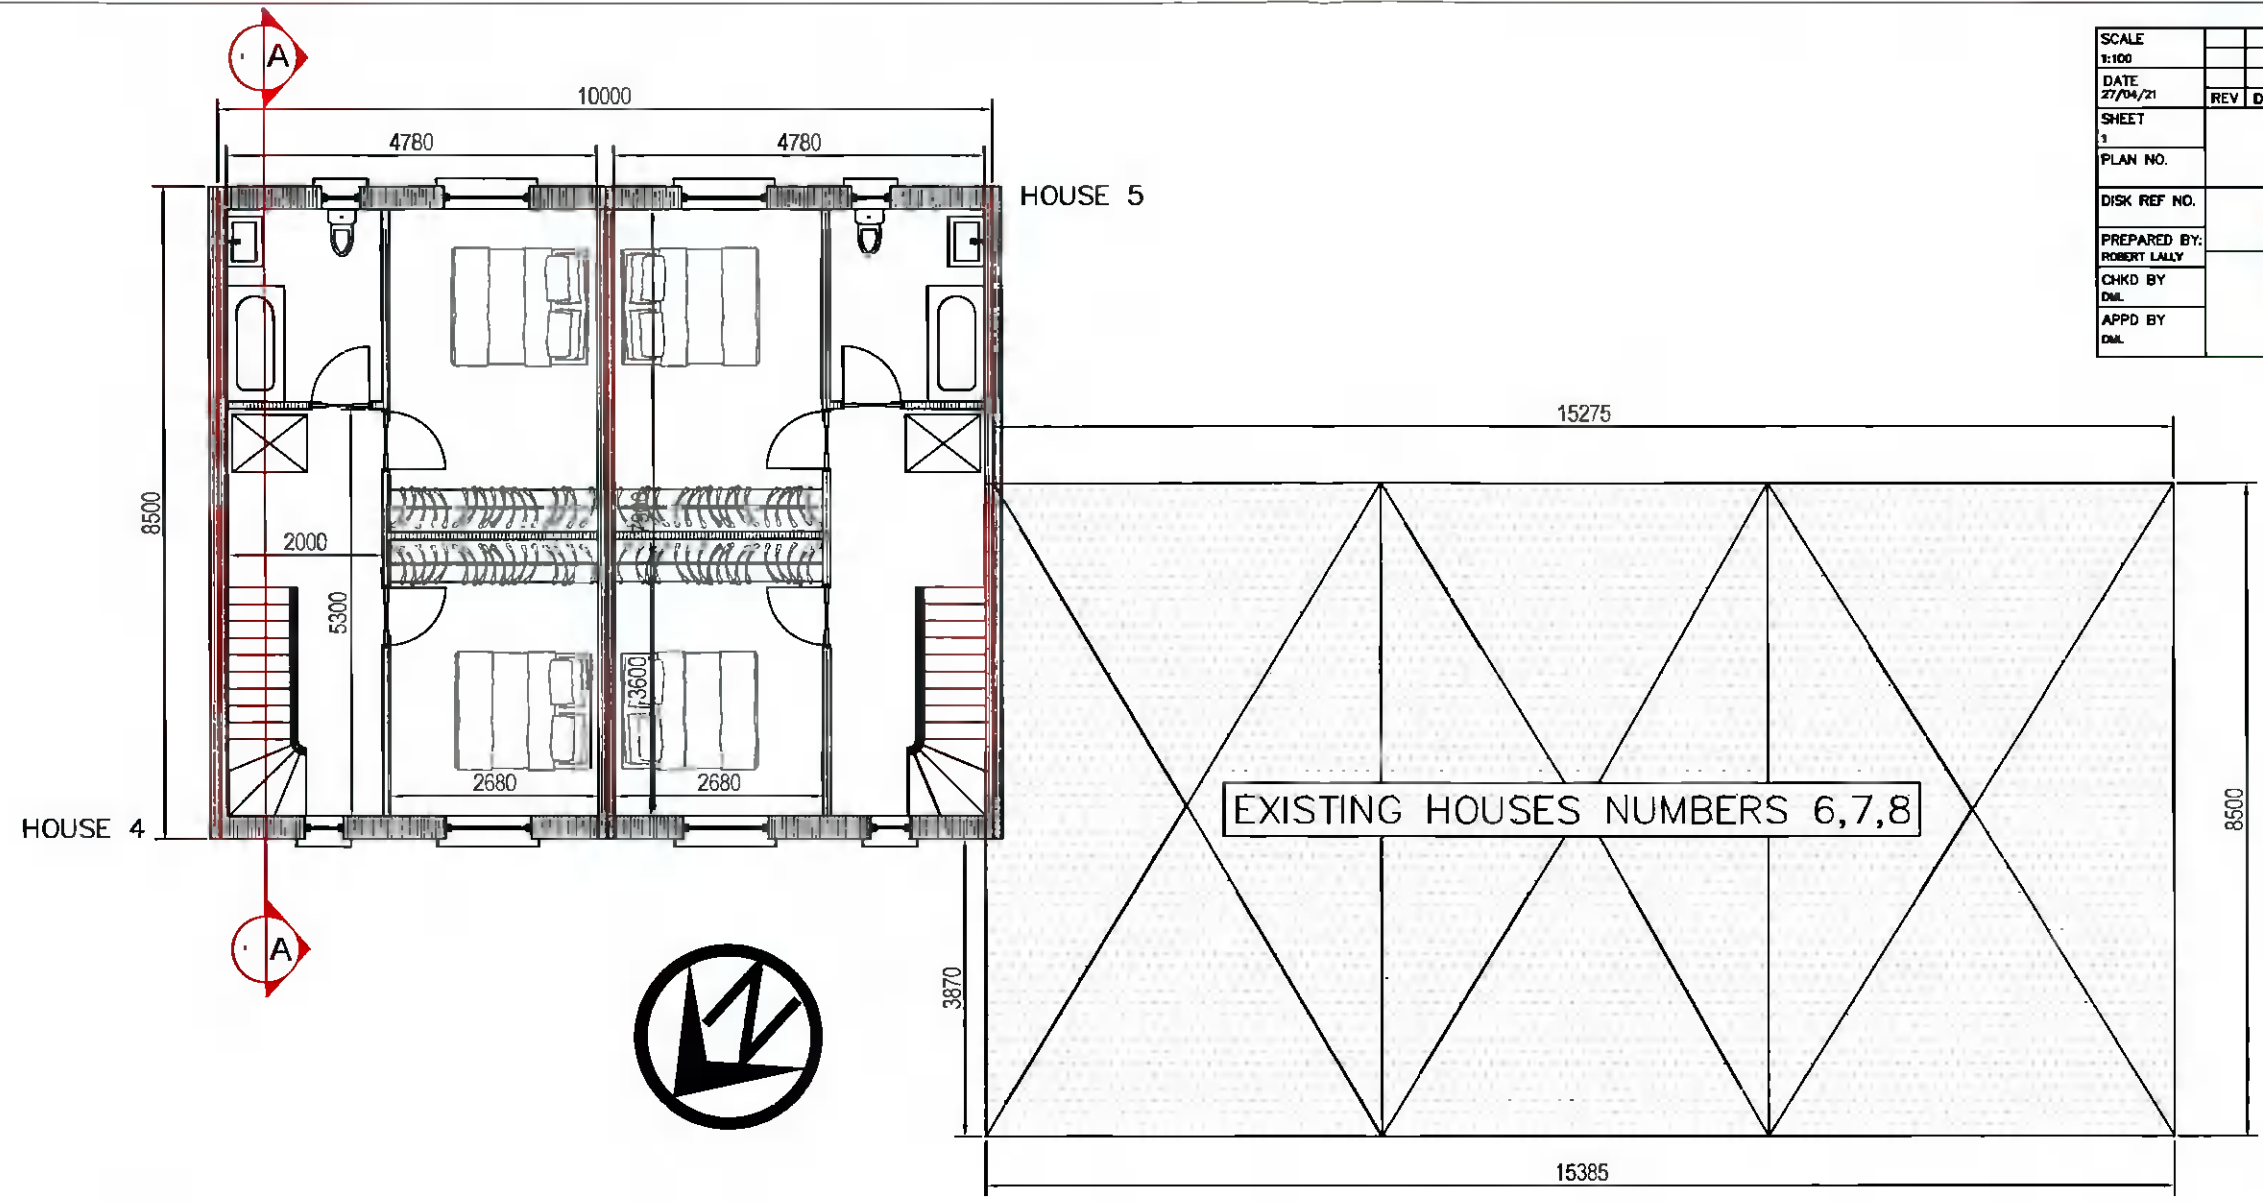 A
10000
4780
4780
HOUSE 5
SCALE
1:100
DATE
27/04/21
REV
SHEET
1
PLAN NO.
DISK REF NO.
PREPARED BY:
ROBERT LALLY
CHKD BY
DML
APPD BY
DML
15275
8500
2000
5300
3600
2680
2680
HOUSE 4
EXISTING HOUSES NUMBERS 6,7,8
8500
A
3870
N
15385